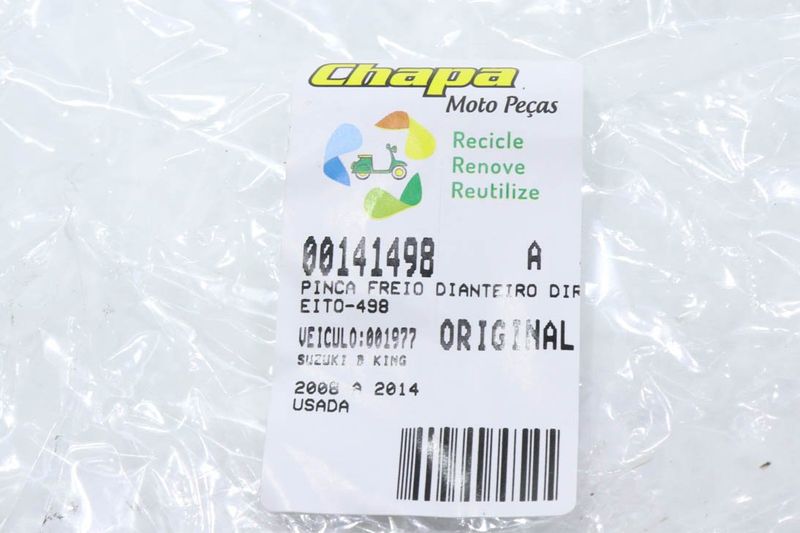 Chapa
Moto Peças
Recicle
Renove
Reutilize
00141498 A
PINCA FREIO DIANTEIRO DIR
EITO-498
VEICULO:001977 ORIGINAL
SUZUKI B KING
2008 A 2014
USADA